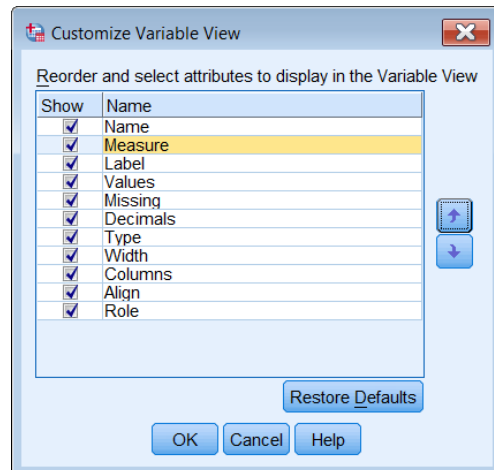 Customize Variable View
Reorder and select attributes to display in the Variable View
Show Name
Name
Measure
Label
Values
Missing
Decimals
Type
Width
Columns
Align
Role
Restore Defaults
OK Cancel Help